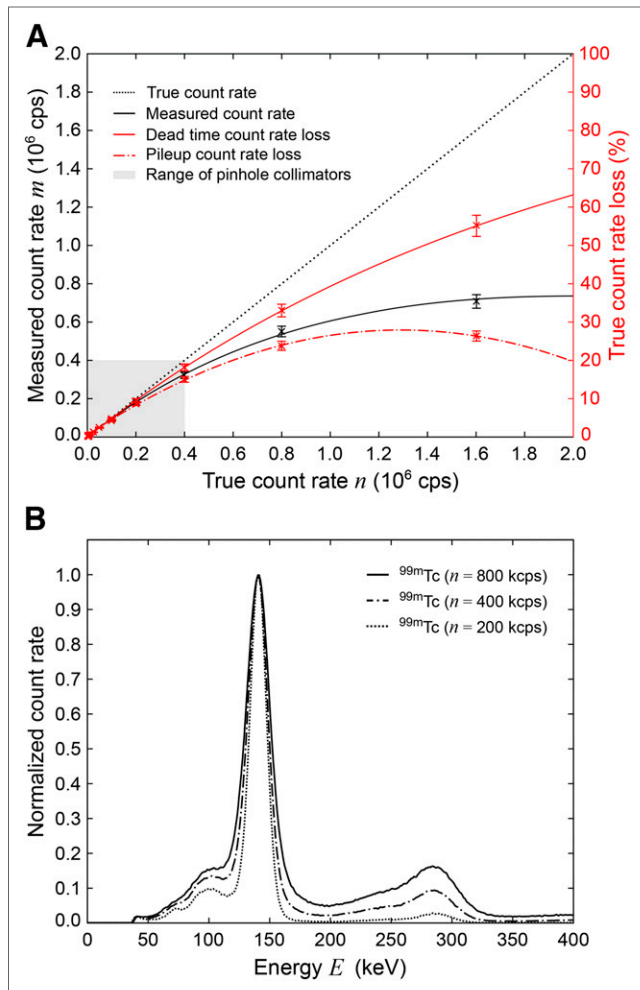 A
2.0
1.8
1.6
1.4
1.2
1.0
0.8
0.6
0.4
0.2
0.0
Measured count rate m (10⁶ cps)
True count rate
Measured count rate
Dead time count rate loss
Pileup count rate loss
Range of pinhole collimators
100
90
80
70
60
50
40
30
20
10
0
True count rate loss (%)
0.0 0.2 0.4 0.6 0.8 1.0 1.2 1.4 1.6 1.8 2.0
True count rate n (10⁶ cps)
B
1.0
0.9
0.8
0.7
0.6
0.5
0.4
0.3
0.2
0.1
0.0
Normalized count rate
⁹⁹ᵐTc (n = 800 kcps)
⁹⁹ᵐTc (n = 400 kcps)
⁹⁹ᵐTc (n = 200 kcps)
0 50 100 150 200 250 300 350 400
Energy E (keV)